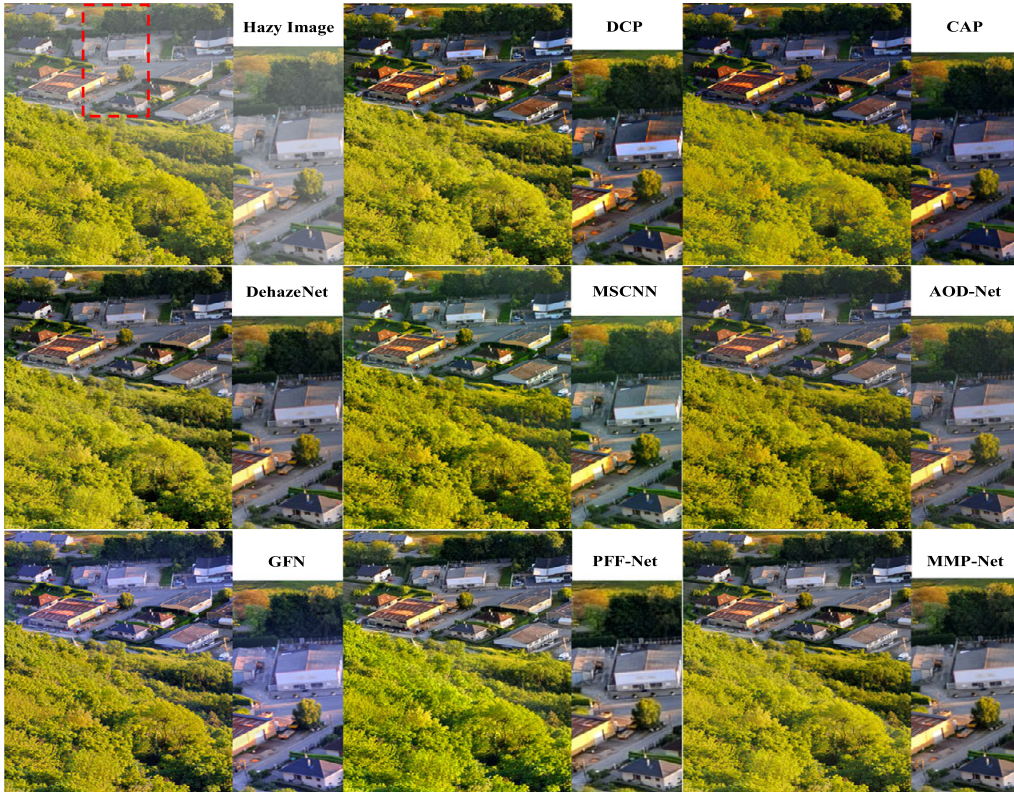 Hazy Image
DCP
CAP
DehazeNet
MSCNN
AOD-Net
GFN
PFF-Net
MMP-Net